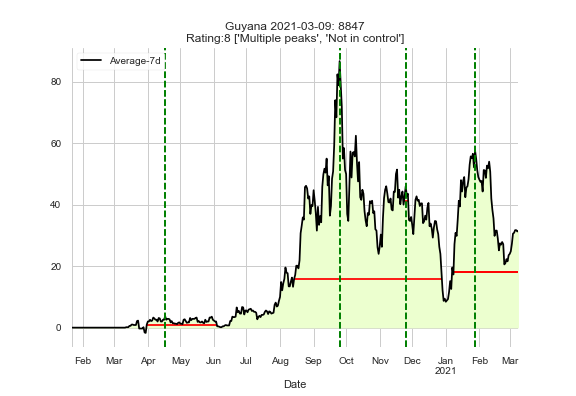 Guyana 2021-03-09: 8847
Rating:8 ['Multiple peaks', 'Not in control']
Average-7d
80
60
40
20
0
Feb Mar Apr May Jun Jul Aug Sep Oct Nov Dec Jan Feb Mar
2021
Date